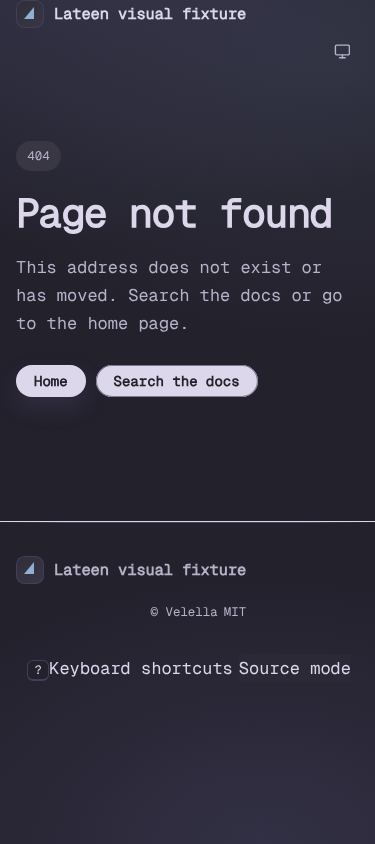 Lateen visual fixture
404
Page not found
This address does not exist or
has moved. Search the docs or go
to the home page.
Home Search the docs
Lateen visual fixture
© Velella MIT
? Keyboard shortcuts Source mode